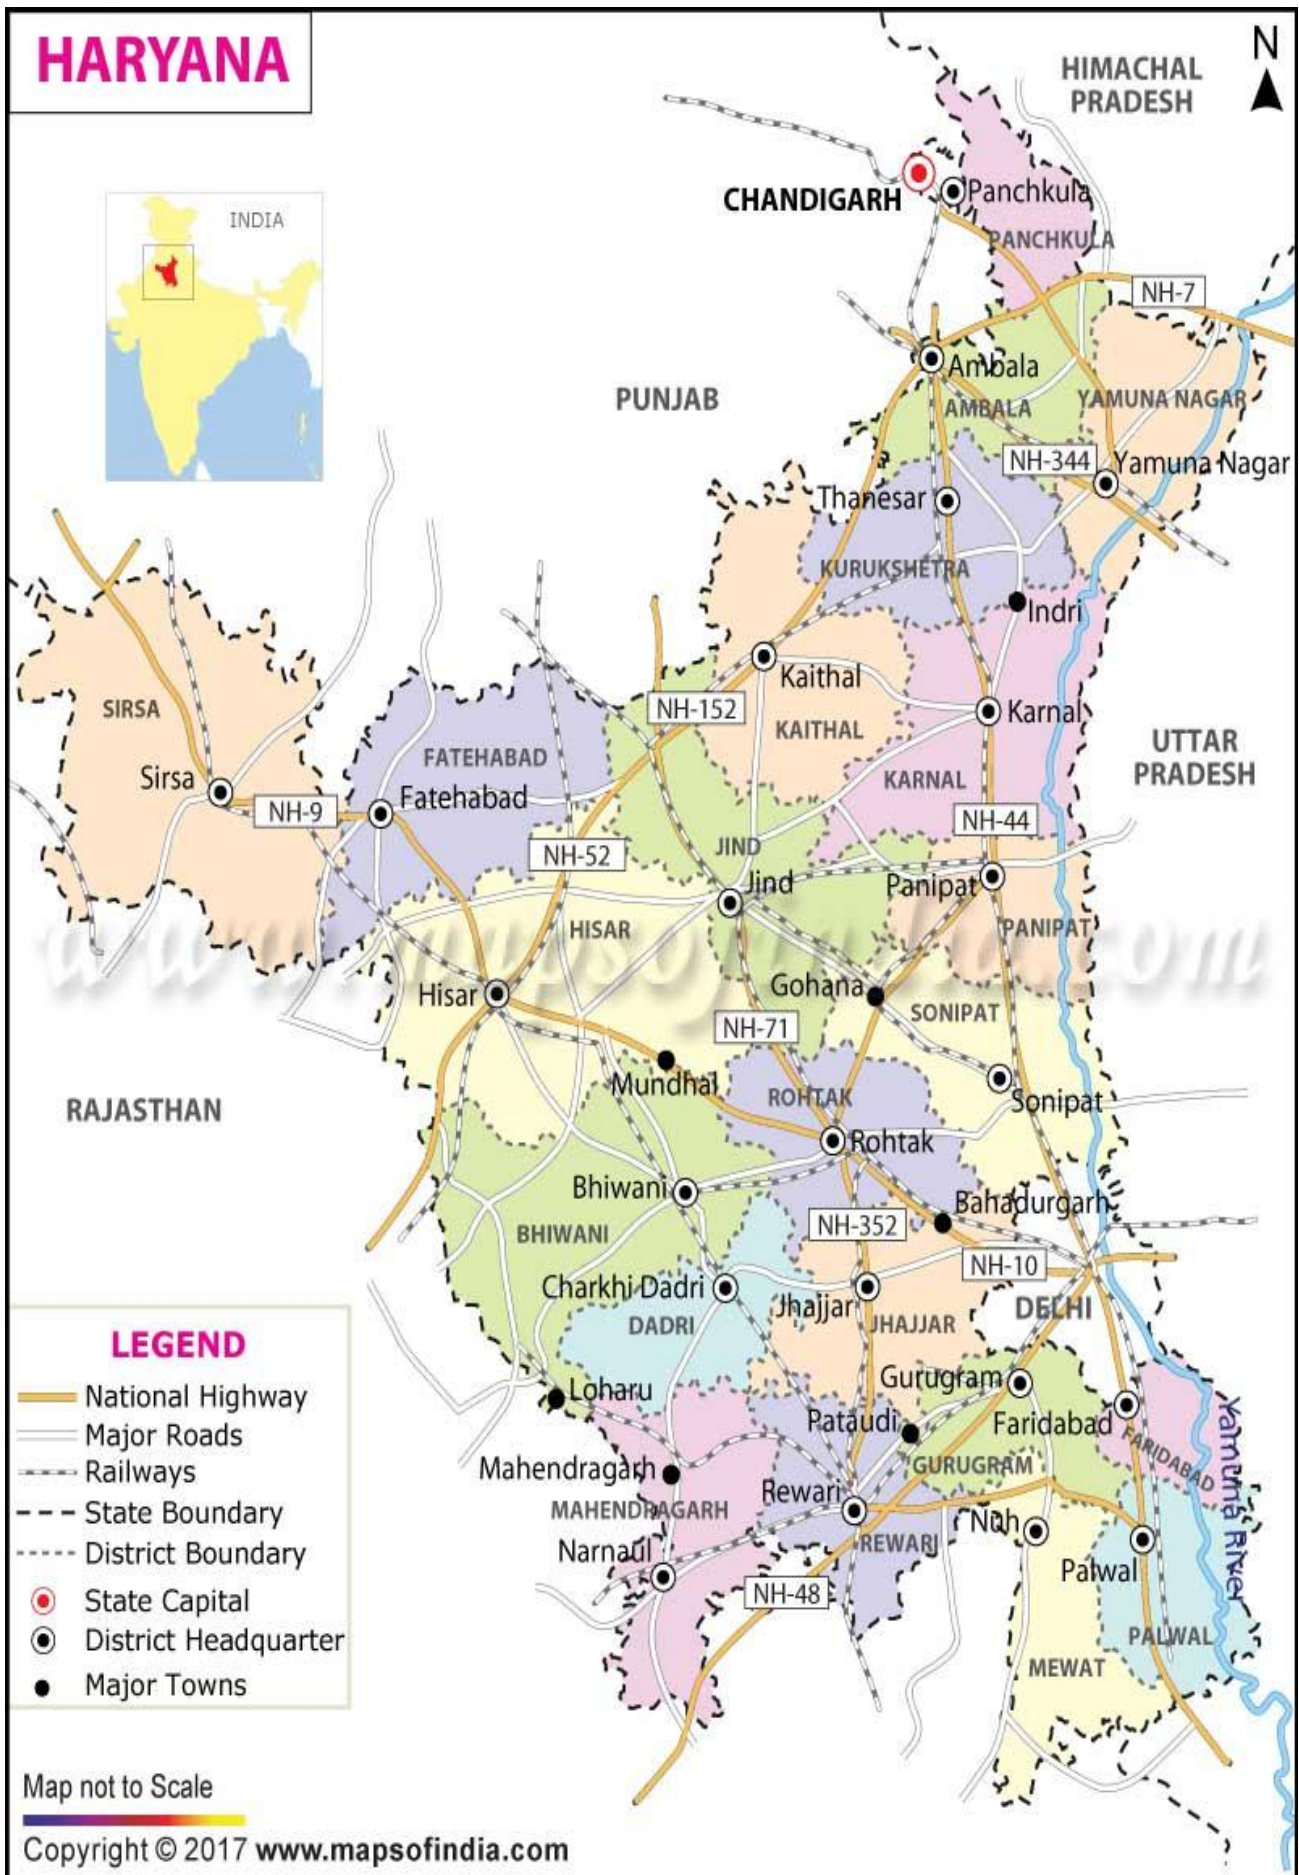 HARYANA
N
HIMACHAL
PRADESH
INDIA
CHANDIGARH
Panchkula
PANCHKULA
NH-7
Ambala
PUNJAB
AMBALA
YAMUNA NAGAR
NH-344
Yamuna Nagar
Thanesar
KURUKSHETRA
Indri
Kaithal
SIRSA
NH-152
Karnal
KAITHAL
UTTAR
PRADESH
FATEHABAD
Sirsa
KARNAL
Fatehabad
NH-9
NH-44
NH-52
JIND
Jind
Panipat
HISAR
PANIPAT
www.mapsofindia.com
Hisar
Gohana
SONIPAT
NH-71
Mundhal
ROHTAK
Sonipat
RAJASTHAN
Rohtak
Bhiwani
Bahadurgarh
NH-352
BHIWANI
NH-10
Charkhi Dadri
Jhajjar
DELHI
DADRI
JHAJJAR
LEGEND
National Highway
Major Roads
Railways
State Boundary
District Boundary
State Capital
District Headquarter
Major Towns
Gurugram
Loharu
Pataudi
Faridabad
FARIDABAD
Yamuna River
Mahendragarh
GURUGRAM
MAHENDRAGARH
Rewari
Nuh
Narnaul
REWARI
Palwal
NH-48
PALWAL
MEWAT
Map not to Scale
Copyright © 2017 www.mapsofindia.com